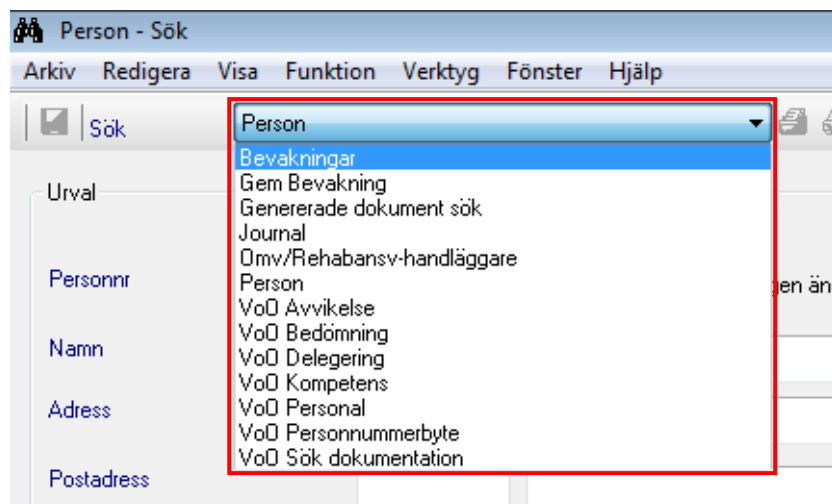 Person - Sök
Arkiv Redigera Visa Funktion Verktyg Fönster Hjälp
Sök Person
Bevakningar
Gem Bevakning
Genererade dokument sök
Journal
Omv/Rehabansv-handläggare
Person
VoO Avvikelse
VoO Bedömning
VoO Delegering
VoO Kompetens
VoO Personal
VoO Personnummerbyte
VoO Sök dokumentation
Urval
Personnr
Namn
Adress
Postadress